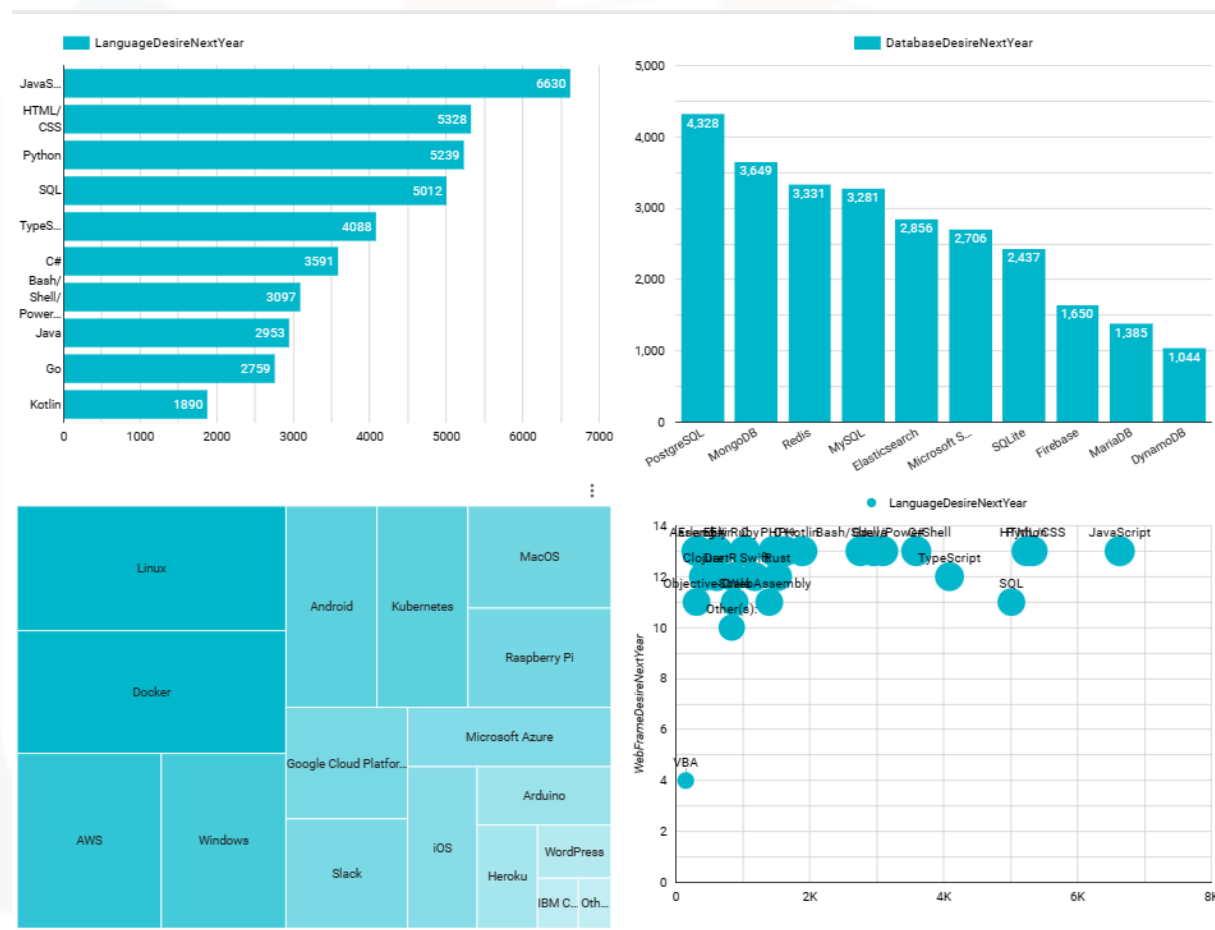 LanguageDesireNextYear
JavaS...
HTML/
CSS
Python
SQL
TypeS...
C#
Bash/
Shell/
Power...
Java
Go
Kotlin
6630
5328
5239
5012
4088
3591
3097
2953
2759
1890
0 1000 2000 3000 4000 5000 6000 7000
DatabaseDesireNextYear
5,000
4,000
3,000
2,000
1,000
0
4,328
3,649
3,331
3,281
2,856
2,706
2,437
1,650
1,385
1,044
PostgreSQL
MongoDB
Redis
MySQL
Elasticsearch
Microsoft S...
SQLite
Firebase
MariaDB
DynamoDB
Linux
Docker
AWS
Windows
Android
Kubernetes
MacOS
Raspberry Pi
Google Cloud Platfor...
Slack
Microsoft Azure
iOS
Arduino
Heroku
WordPress
IBM C...
Oth...
LanguageDesireNextYear
WebFrameDesireNextYear
14
12
10
8
6
4
2
0
JavaScript
TypeScript
SQL
Rust
WebAssembly
Other(s):
VBA
0 2K 4K 6K 8K